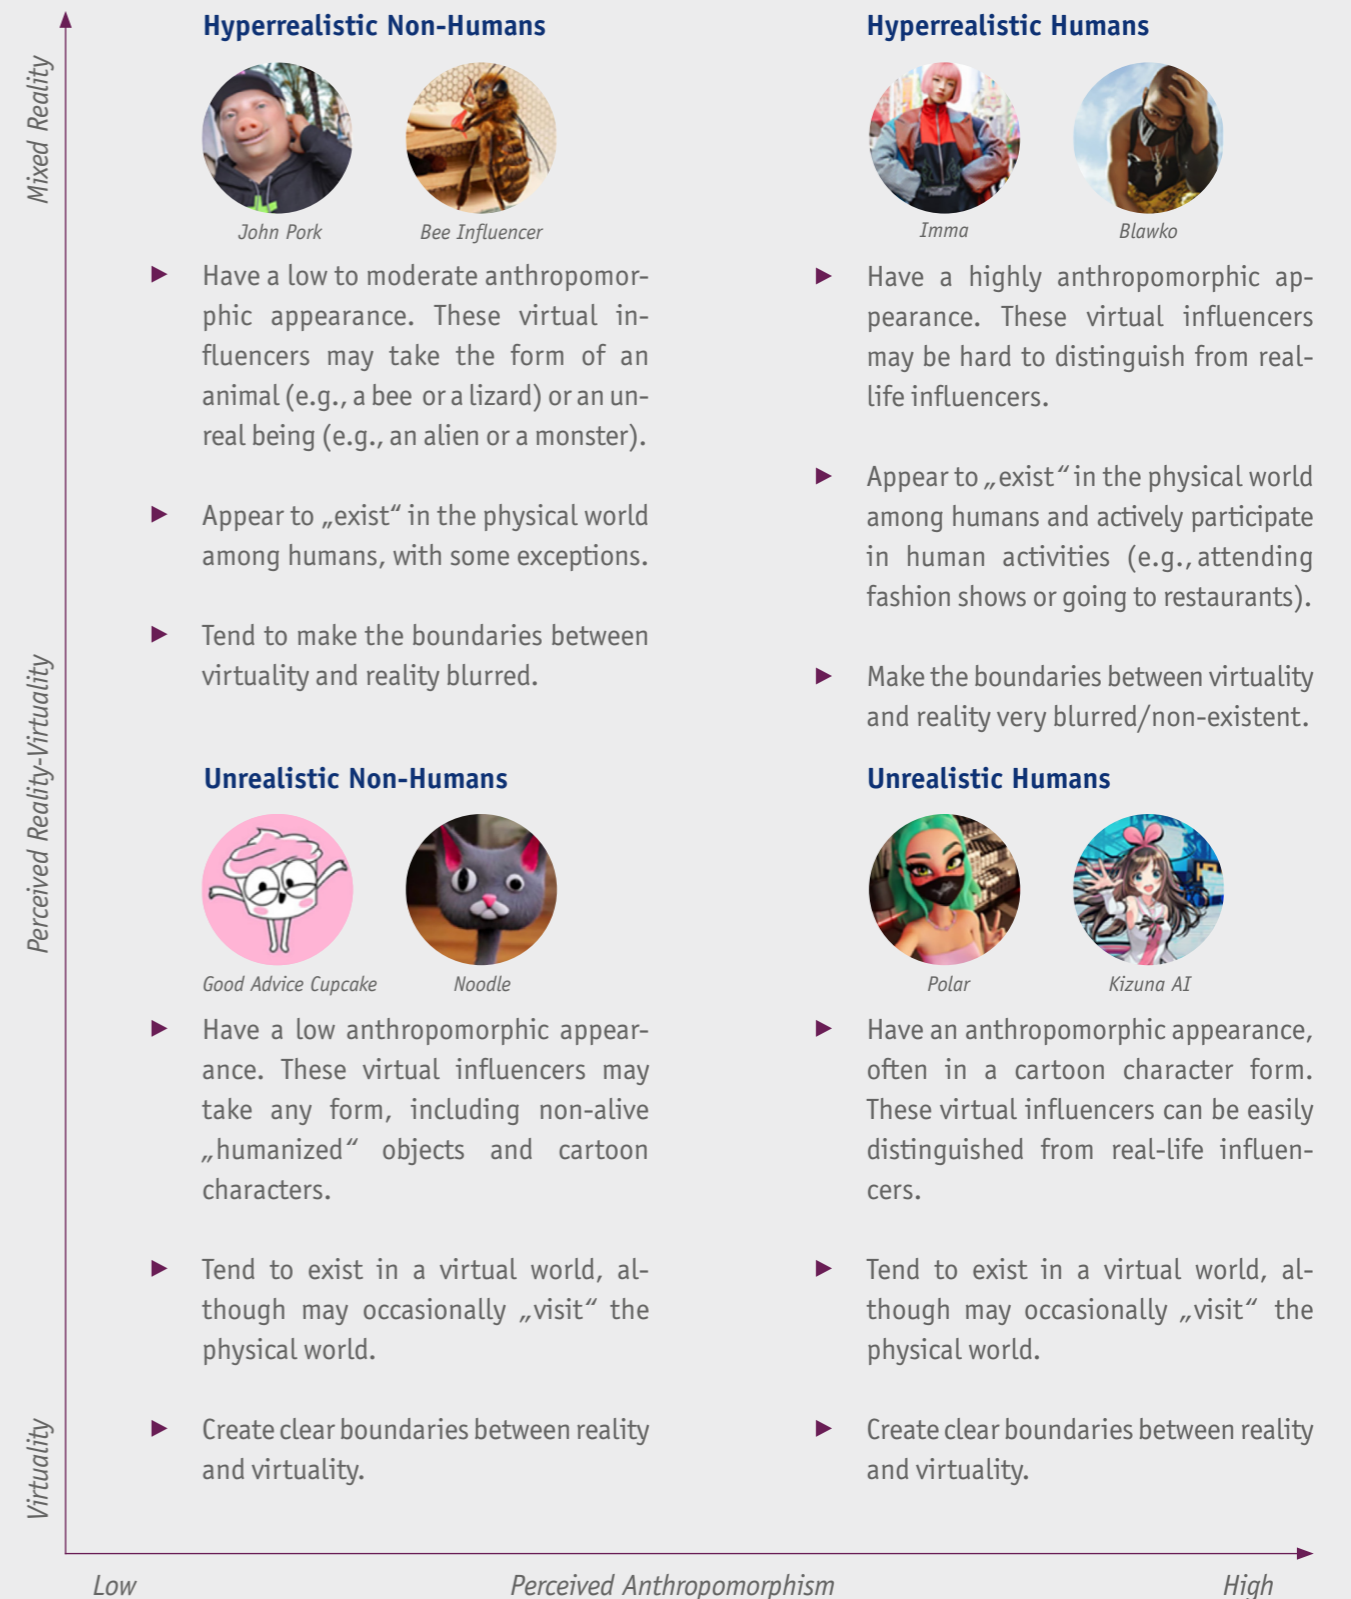 Mixed Reality
Perceived Reality-Virtuality
Virtuality
Hyperrealistic Non-Humans
John Pork
Bee Influencer
► Have a low to moderate anthropomor-
phic appearance. These virtual in-
fluencers may take the form of an
animal (e.g., a bee or a lizard) or an un-
real being (e.g., an alien or a monster).
► Appear to „exist“ in the physical world
among humans, with some exceptions.
► Tend to make the boundaries between
virtuality and reality blurred.
Hyperrealistic Humans
Imma
Blawko
► Have a highly anthropomorphic ap-
pearance. These virtual influencers
may be hard to distinguish from real-
life influencers.
► Appear to „exist“ in the physical world
among humans and actively participate
in human activities (e.g., attending
fashion shows or going to restaurants).
► Make the boundaries between virtuality
and reality very blurred/non-existent.
Unrealistic Non-Humans
Good Advice Cupcake
Noodle
► Have a low anthropomorphic appear-
ance. These virtual influencers may
take any form, including non-alive
„humanized“ objects and cartoon
characters.
► Tend to exist in a virtual world, al-
though may occasionally „visit“ the
physical world.
► Create clear boundaries between reality
and virtuality.
Unrealistic Humans
Polar
Kizuna AI
► Have an anthropomorphic appearance,
often in a cartoon character form.
These virtual influencers can be easily
distinguished from real-life influen-
cers.
► Tend to exist in a virtual world, al-
though may occasionally „visit“ the
physical world.
► Create clear boundaries between reality
and virtuality.
Low
Perceived Anthropomorphism
High